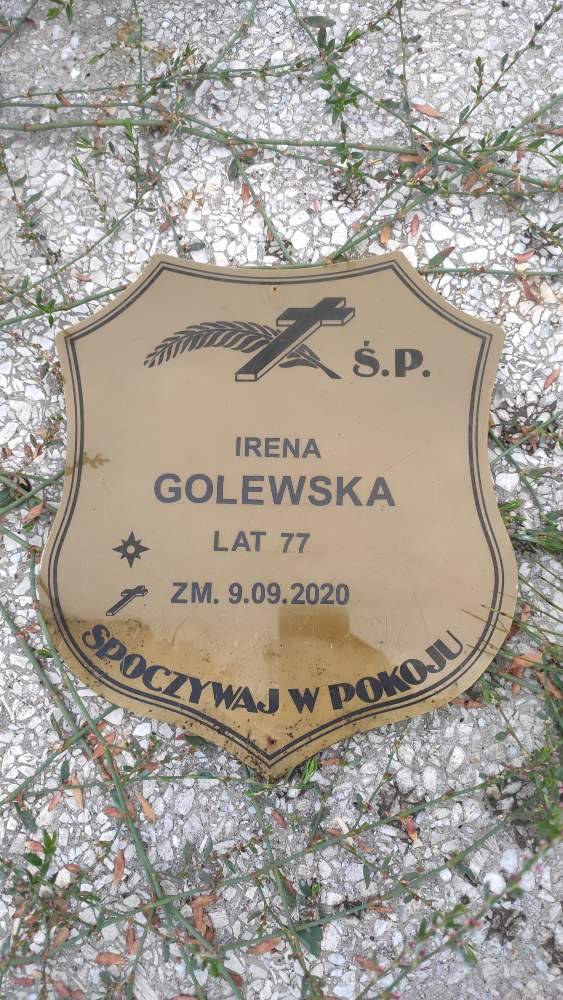 Ś.P.
IRENA
GOLEWSKA
LAT 77
ZM. 9.09.2020
SPOCZYWAJ W POKOJU